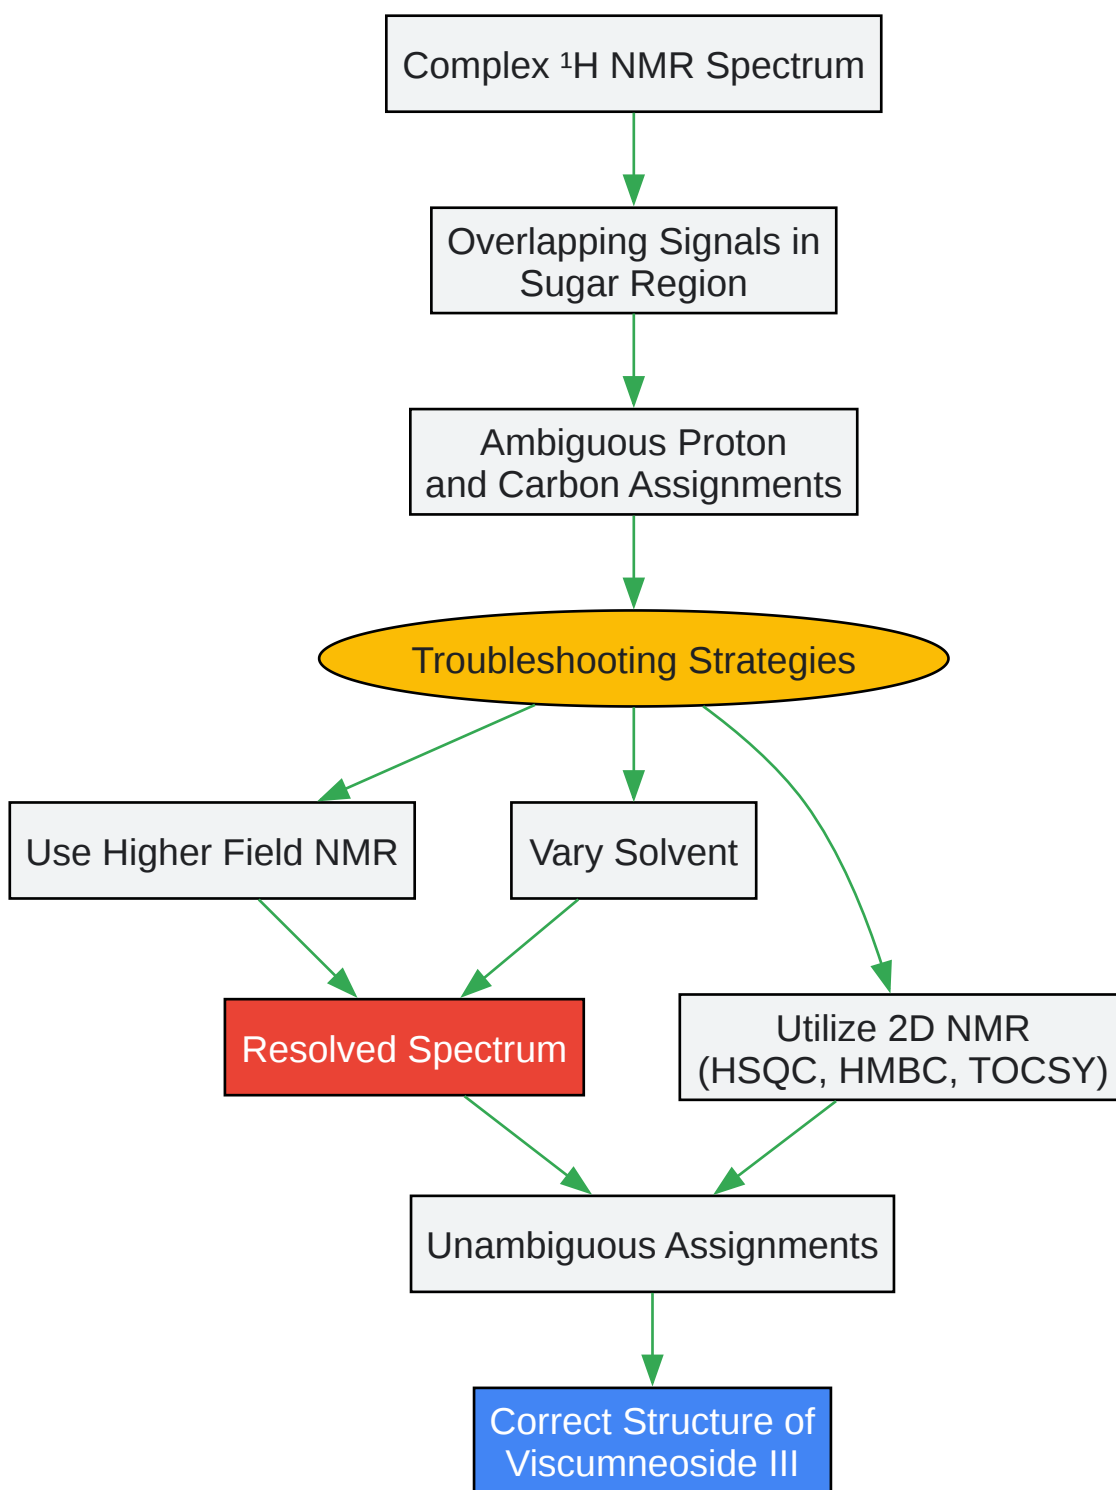 Complex ¹H NMR Spectrum
Overlapping Signals in
Sugar Region
Ambiguous Proton
and Carbon Assignments
Troubleshooting Strategies
Use Higher Field NMR
Vary Solvent
Resolved Spectrum
Utilize 2D NMR
(HSQC, HMBC, TOCSY)
Unambiguous Assignments
Correct Structure of
Viscumneoside III